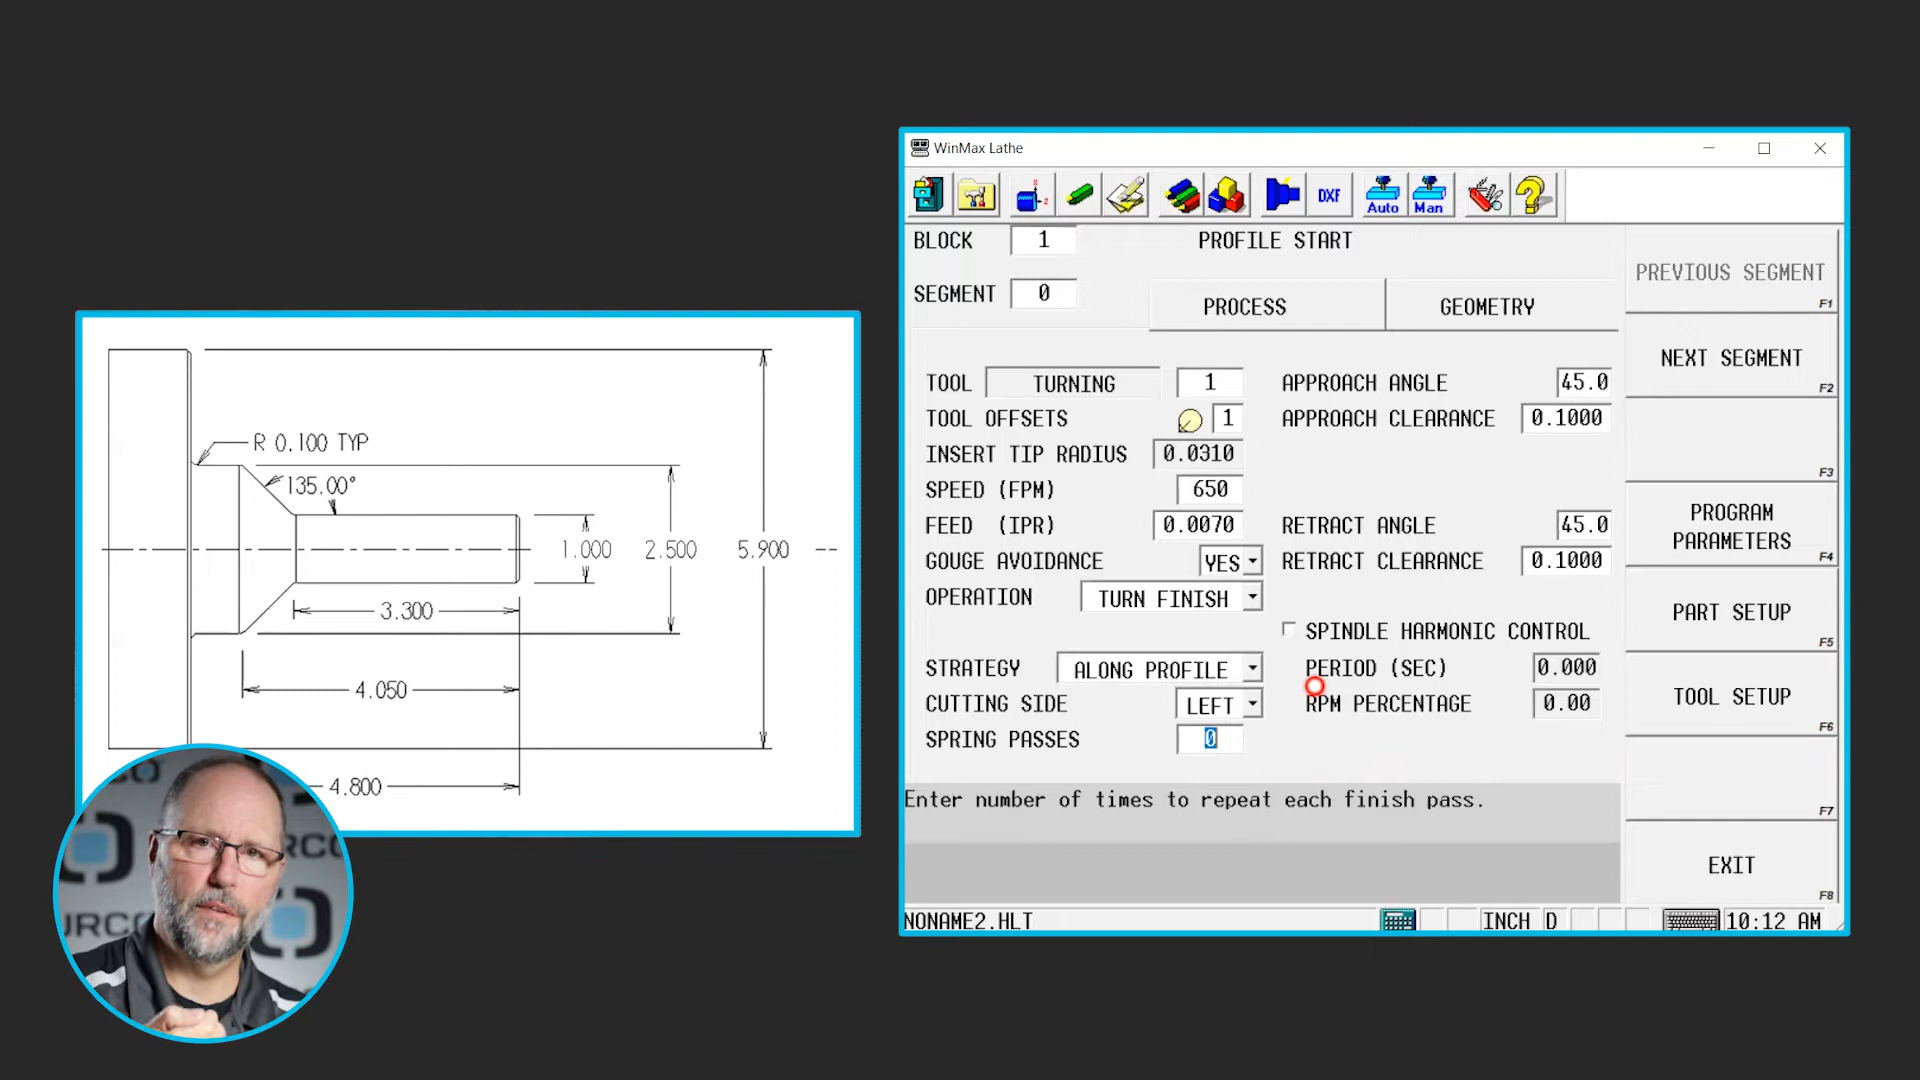 WinMax Lathe
DXF
Auto
Man
BLOCK 1 PROFILE START
SEGMENT 0
PROCESS GEOMETRY
TOOL TURNING 1 APPROACH ANGLE 45.0
TOOL OFFSETS 1 APPROACH CLEARANCE 0.1000
INSERT TIP RADIUS 0.0310
SPEED (FPM) 650
FEED (IPR) 0.0070 RETRACT ANGLE 45.0
GOUGE AVOIDANCE YES RETRACT CLEARANCE 0.1000
OPERATION TURN FINISH
SPINDLE HARMONIC CONTROL
STRATEGY ALONG PROFILE PERIOD (SEC) 0.000
CUTTING SIDE LEFT RPM PERCENTAGE 0.00
SPRING PASSES 0
Enter number of times to repeat each finish pass.
NONAME2.HLT INCH D 10:12 AM
PREVIOUS SEGMENT
F1
NEXT SEGMENT
F2
F3
PROGRAM
PARAMETERS
F4
PART SETUP
F5
TOOL SETUP
F6
F7
EXIT
F8
R 0.100 TYP
135.00°
1.000 2.500 5.900
3.300
4.050
4.800
URCO
URCO